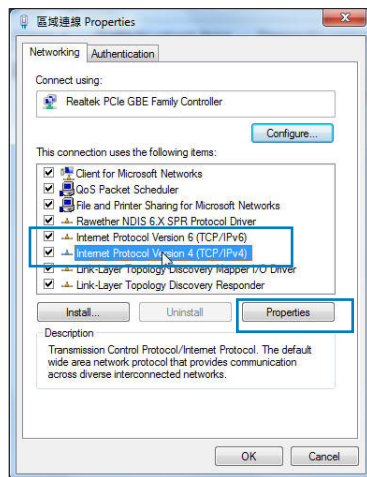 區域連線 Properties
Networking Authentication
Connect using:
Realtek PCIe GBE Family Controller
Configure...
This connection uses the following items:
Client for Microsoft Networks
QoS Packet Scheduler
File and Printer Sharing for Microsoft Networks
Rawether NDIS 6.X SPR Protocol Driver
Internet Protocol Version 6 (TCP/IPv6)
Internet Protocol Version 4 (TCP/IPv4)
Link-Layer Topology Discovery Mapper I/O Driver
Link-Layer Topology Discovery Responder
Install... Uninstall Properties
Description
Transmission Control Protocol/Internet Protocol. The default
wide area network protocol that provides communication
across diverse interconnected networks.
OK Cancel